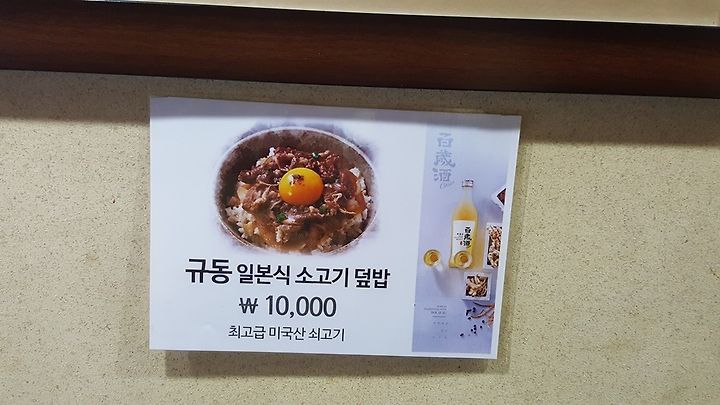 규동 일본식 소고기 덮밥
₩ 10,000
최고급 미국산 쇠고기
百歲酒
百歲酒